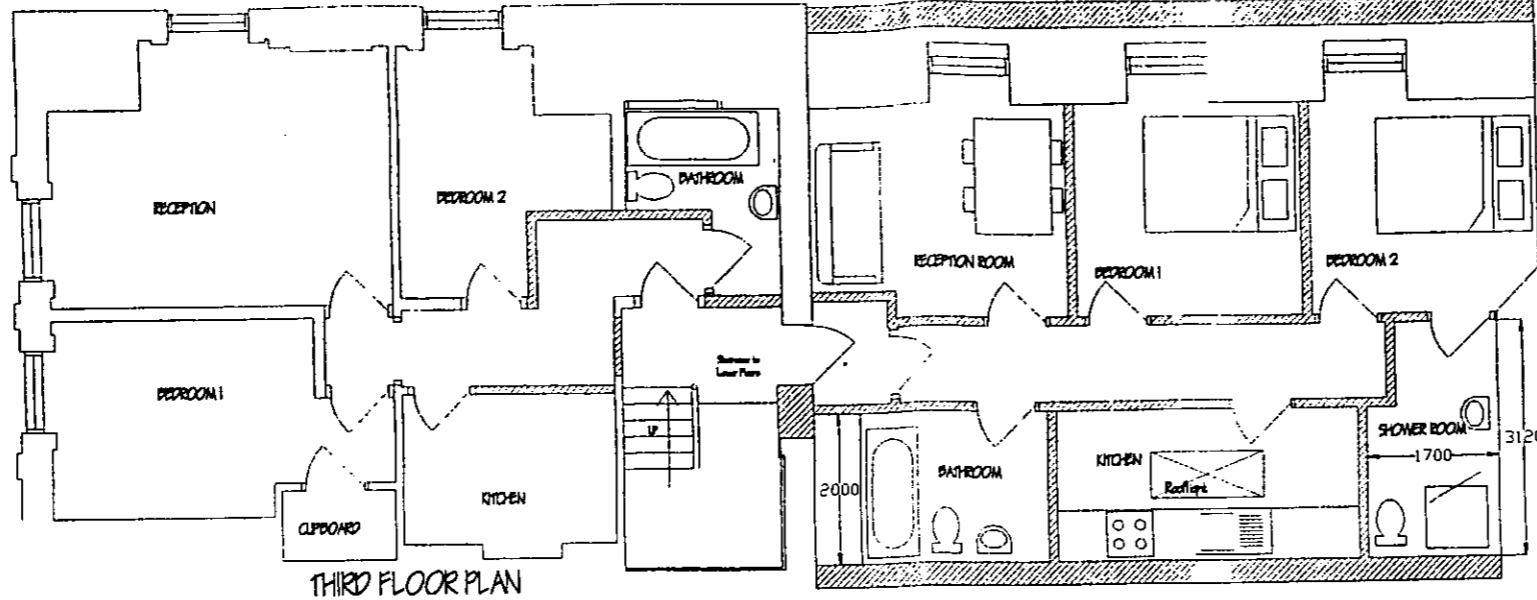 RECEPTION
BEDROOM 2
BATHROOM
RECEPTION ROOM
BEDROOM 1
BEDROOM 2
BEDROOM 1
UP
KITCHEN
CUPBOARD
2000
BATHROOM
KITCHEN
Rooflight
SHOWER ROOM
1700
3120
THIRD FLOOR PLAN